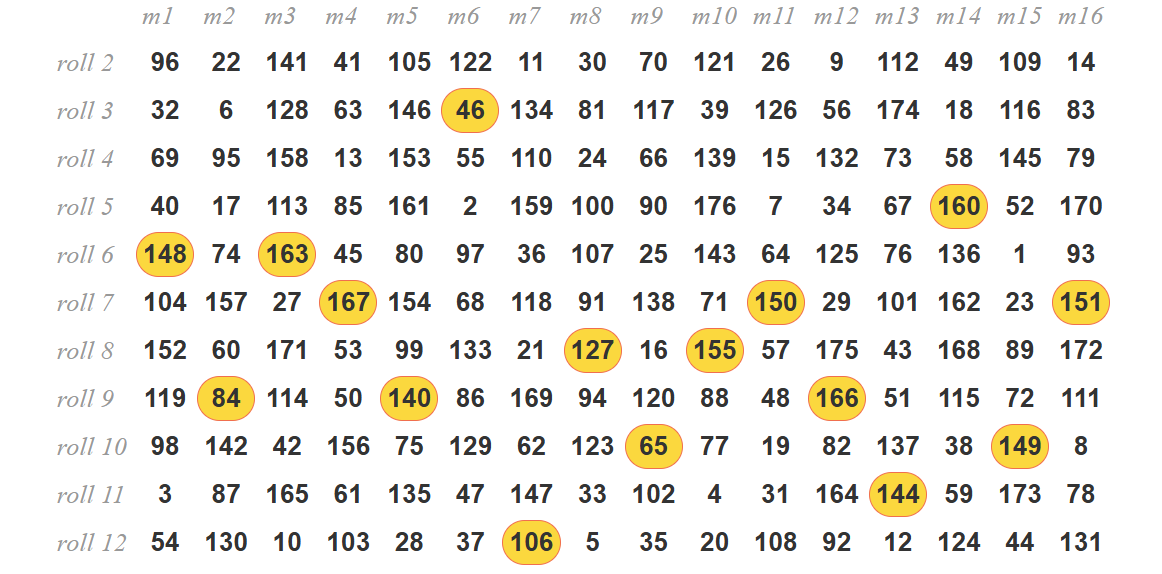 m1 m2 m3 m4 m5 m6 m7 m8 m9 m10 m11 m12 m13 m14 m15 m16
roll 2 96 22 141 41 105 122 11 30 70 121 26 9 112 49 109 14
roll 3 32 6 128 63 146 46 134 81 117 39 126 56 174 18 116 83
roll 4 69 95 158 13 153 55 110 24 66 139 15 132 73 58 145 79
roll 5 40 17 113 85 161 2 159 100 90 176 7 34 67 160 52 170
roll 6 148 74 163 45 80 97 36 107 25 143 64 125 76 136 1 93
roll 7 104 157 27 167 154 68 118 91 138 71 150 29 101 162 23 151
roll 8 152 60 171 53 99 133 21 127 16 155 57 175 43 168 89 172
roll 9 119 84 114 50 140 86 169 94 120 88 48 166 51 115 72 111
roll 10 98 142 42 156 75 129 62 123 65 77 19 82 137 38 149 8
roll 11 3 87 165 61 135 47 147 33 102 4 31 164 144 59 173 78
roll 12 54 130 10 103 28 37 106 5 35 20 108 92 12 124 44 131